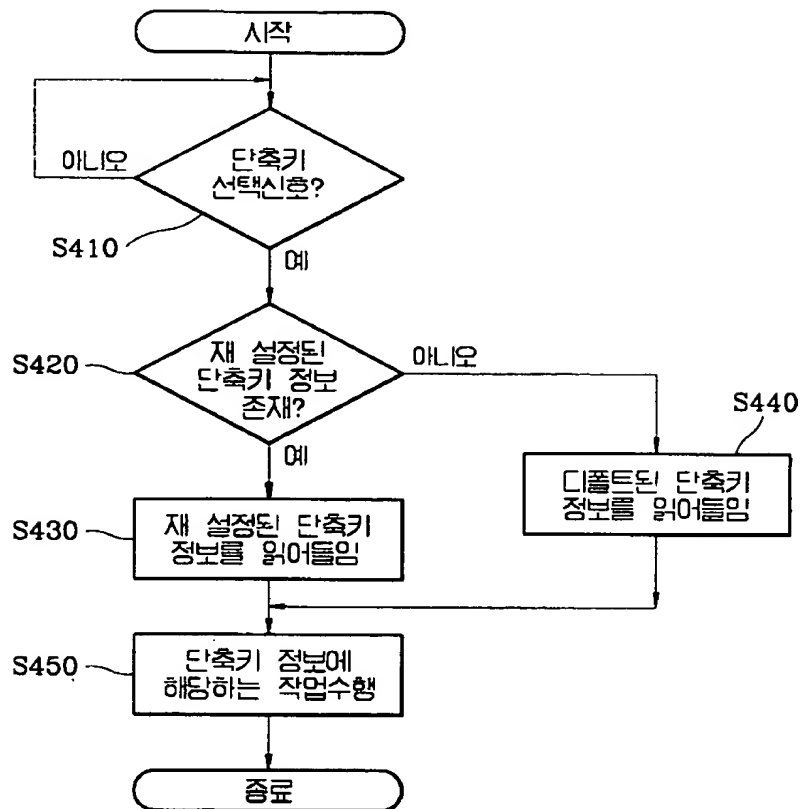 시작
아니오
단축키
선택신호?
S410
예
S420
재 설정된
단축키 정보
존재?
아니오
S440
예
디폴트된 단축키
정보를 읽어들임
S430
재 설정된 단축키
정보를 읽어들임
S450
단축키 정보에
해당하는 작업수행
종료